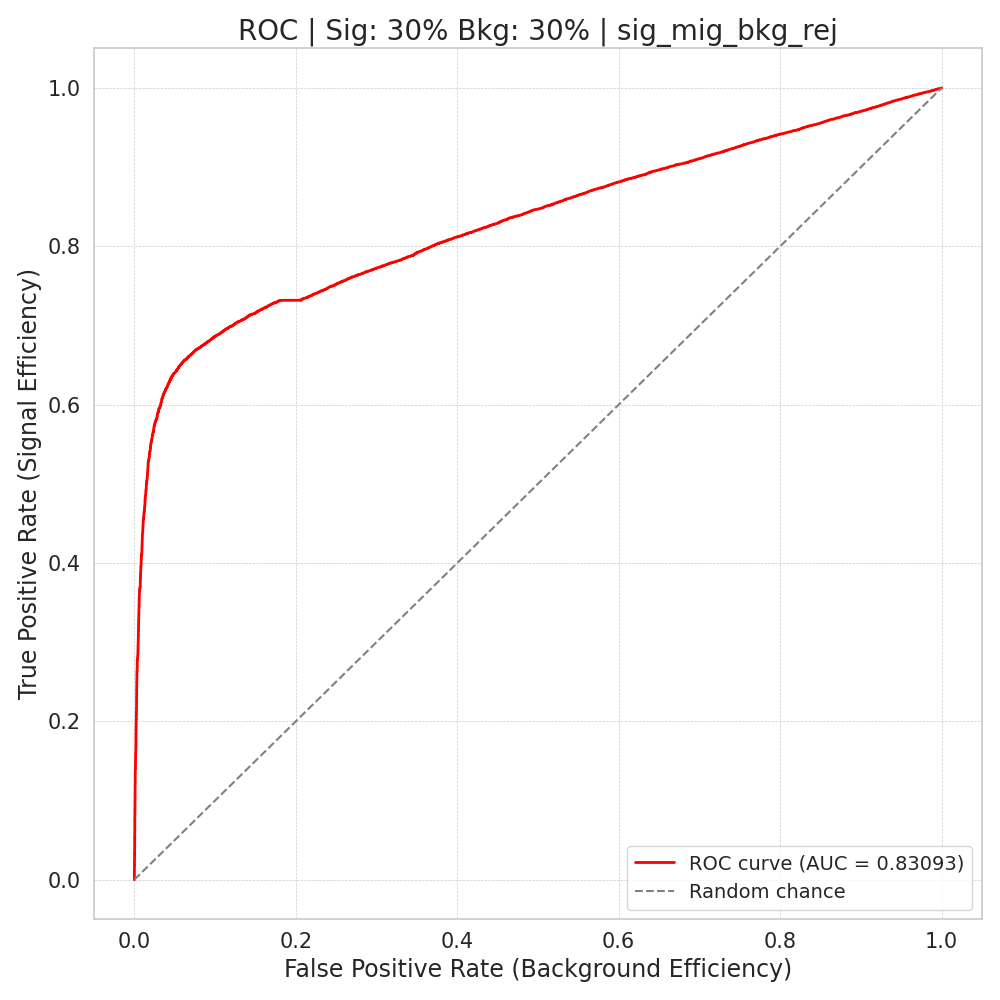 ROC | Sig: 30% Bkg: 30% | sig_mig_bkg_rej
True Positive Rate (Signal Efficiency)
1.0
0.8
0.6
0.4
0.2
0.0
0.0 0.2 0.4 0.6 0.8 1.0
False Positive Rate (Background Efficiency)
ROC curve (AUC = 0.83093)
Random chance